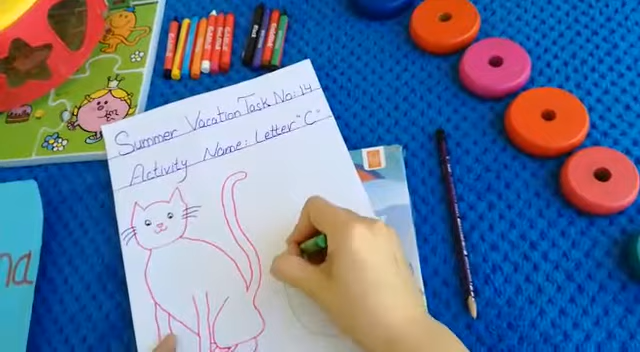 Summer Vacation Task No: 14
Activity Name: Letter "C"